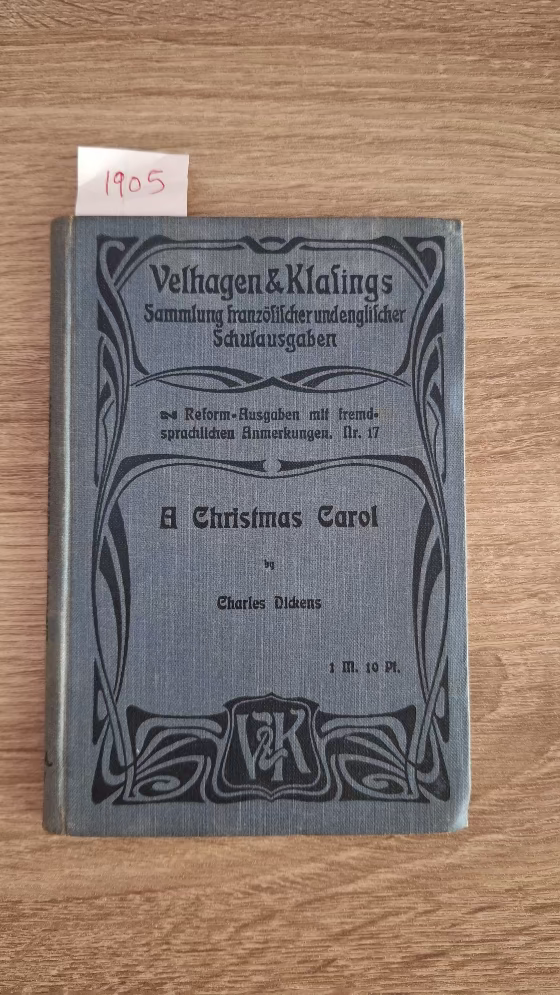 1905
Velhagen & Klaſings
Sammlung franzöſiſcher und engliſcher
Schulausgaben
Reform-Ausgaben mit fremd-
sprachlichen Anmerkungen. Nr. 17
A Christmas Carol
by
Charles Dickens
1 M. 10 Pf.
V&K